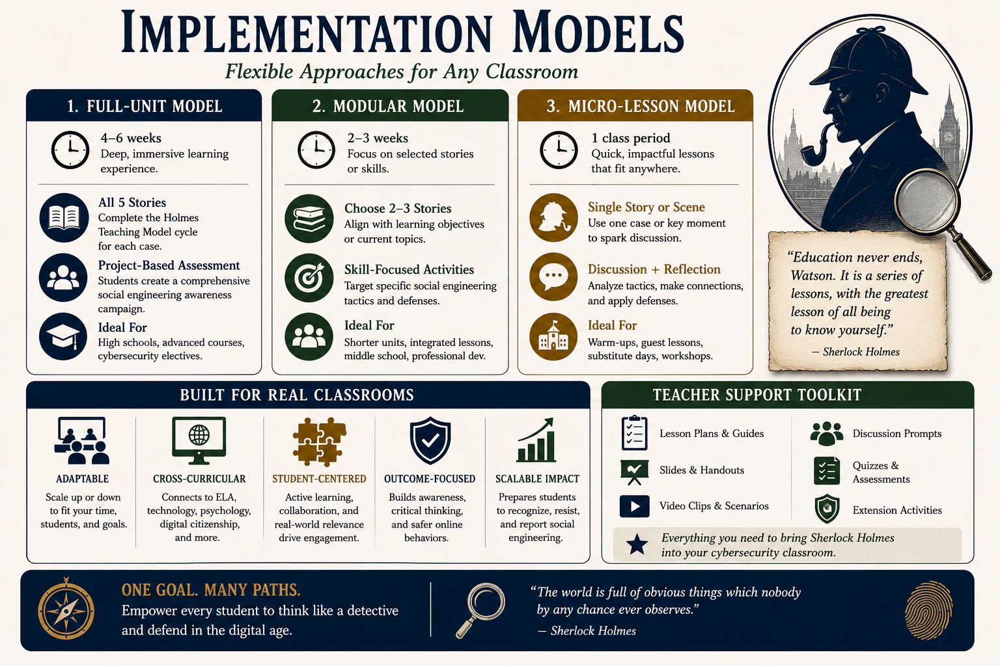 IMPLEMENTATION MODELS
Flexible Approaches for Any Classroom
1. FULL-UNIT MODEL
4–6 weeks
Deep, immersive learning
experience.
All 5 Stories
Complete the Holmes
Teaching Model cycle
for each case.
Project-Based Assessment
Students create a comprehensive
social engineering awareness
campaign.
Ideal For
High schools, advanced courses,
cybersecurity electives.
2. MODULAR MODEL
2–3 weeks
Focus on selected stories
or skills.
Choose 2–3 Stories
Align with learning objectives
or current topics.
Skill-Focused Activities
Target specific social engineering
tactics and defenses.
Ideal For
Shorter units, integrated lessons,
middle school, professional dev.
3. MICRO-LESSON MODEL
1 class period
Quick, impactful lessons
that fit anywhere.
Single Story or Scene
Use one case or key moment
to spark discussion.
Discussion + Reflection
Analyze tactics, make connections,
and apply defenses.
Ideal For
Warm-ups, guest lessons,
substitute days, workshops.
“Education never ends,
Watson. It is a series of
lessons, with the greatest
lesson of all being
to know yourself.”
— Sherlock Holmes
BUILT FOR REAL CLASSROOMS
ADAPTABLE
Scale up or down
to fit your time,
students, and goals.
CROSS-CURRICULAR
Connects to ELA,
technology, psychology,
digital citizenship,
and more.
STUDENT-CENTERED
Active learning,
collaboration, and
real-world relevance
drive engagement.
OUTCOME-FOCUSED
Builds awareness,
critical thinking,
and safer online
behaviors.
SCALABLE IMPACT
Prepares students
to recognize, resist,
and report social
engineering.
TEACHER SUPPORT TOOLKIT
Lesson Plans & Guides
Slides & Handouts
Video Clips & Scenarios
Discussion Prompts
Quizzes &
Assessments
Extension Activities
Everything you need to bring Sherlock Holmes
into your cybersecurity classroom.
ONE GOAL. MANY PATHS.
Empower every student to think like a detective
and defend in the digital age.
“The world is full of obvious things which nobody
by any chance ever observes.”
— Sherlock Holmes